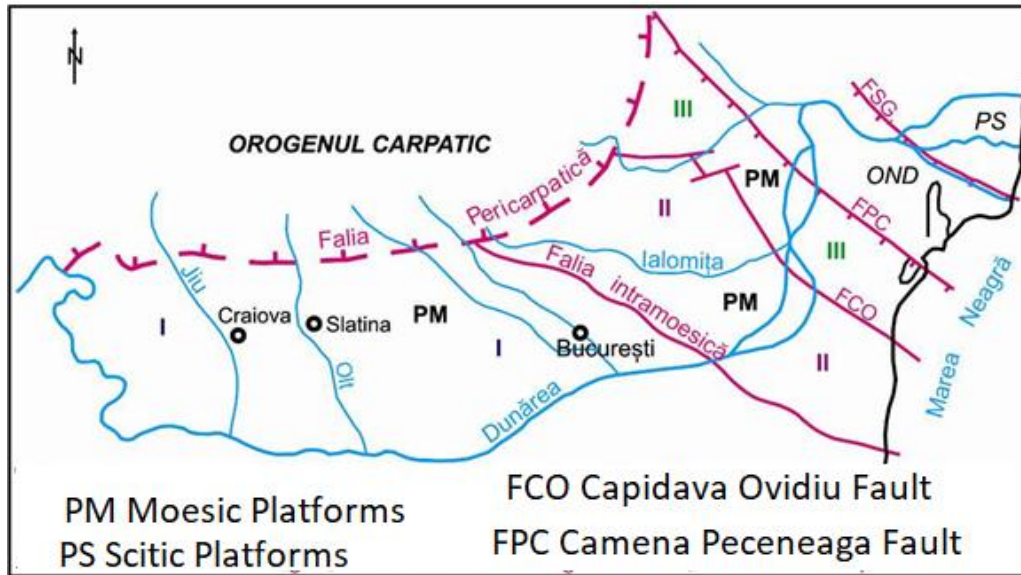 N
OROGENUL CARPATIC
III
FSG
PS
OND
PM
Pericarpatică
II
FPC
Falia
Ialomița
III
Jiu
Falia intramoesică
PM
FCO
Marea Neagră
Craiova
Slatina
PM
I
I
București
II
Olt
Dunărea
PM Moesic Platforms
PS Scitic Platforms
FCO Capidava Ovidiu Fault
FPC Camena Peceneaga Fault